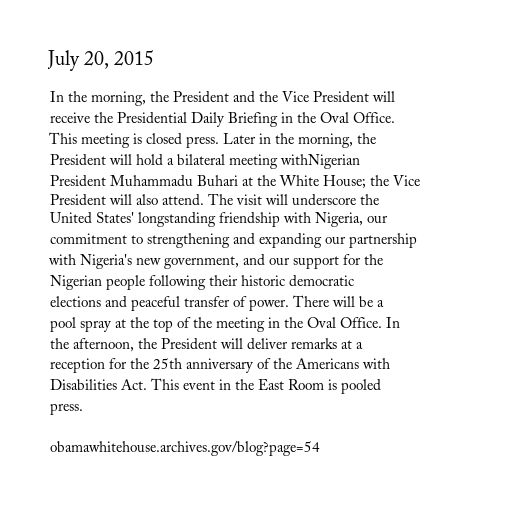 July 20, 2015
In the morning, the President and the Vice President will
receive the Presidential Daily Briefing in the Oval Office.
This meeting is closed press. Later in the morning, the
President will hold a bilateral meeting withNigerian
President Muhammadu Buhari at the White House; the Vice
President will also attend. The visit will underscore the
United States' longstanding friendship with Nigeria, our
commitment to strengthening and expanding our partnership
with Nigeria's new government, and our support for the
Nigerian people following their historic democratic
elections and peaceful transfer of power. There will be a
pool spray at the top of the meeting in the Oval Office. In
the afternoon, the President will deliver remarks at a
reception for the 25th anniversary of the Americans with
Disabilities Act. This event in the East Room is pooled
press.
obamawhitehouse.archives.gov/blog?page=54